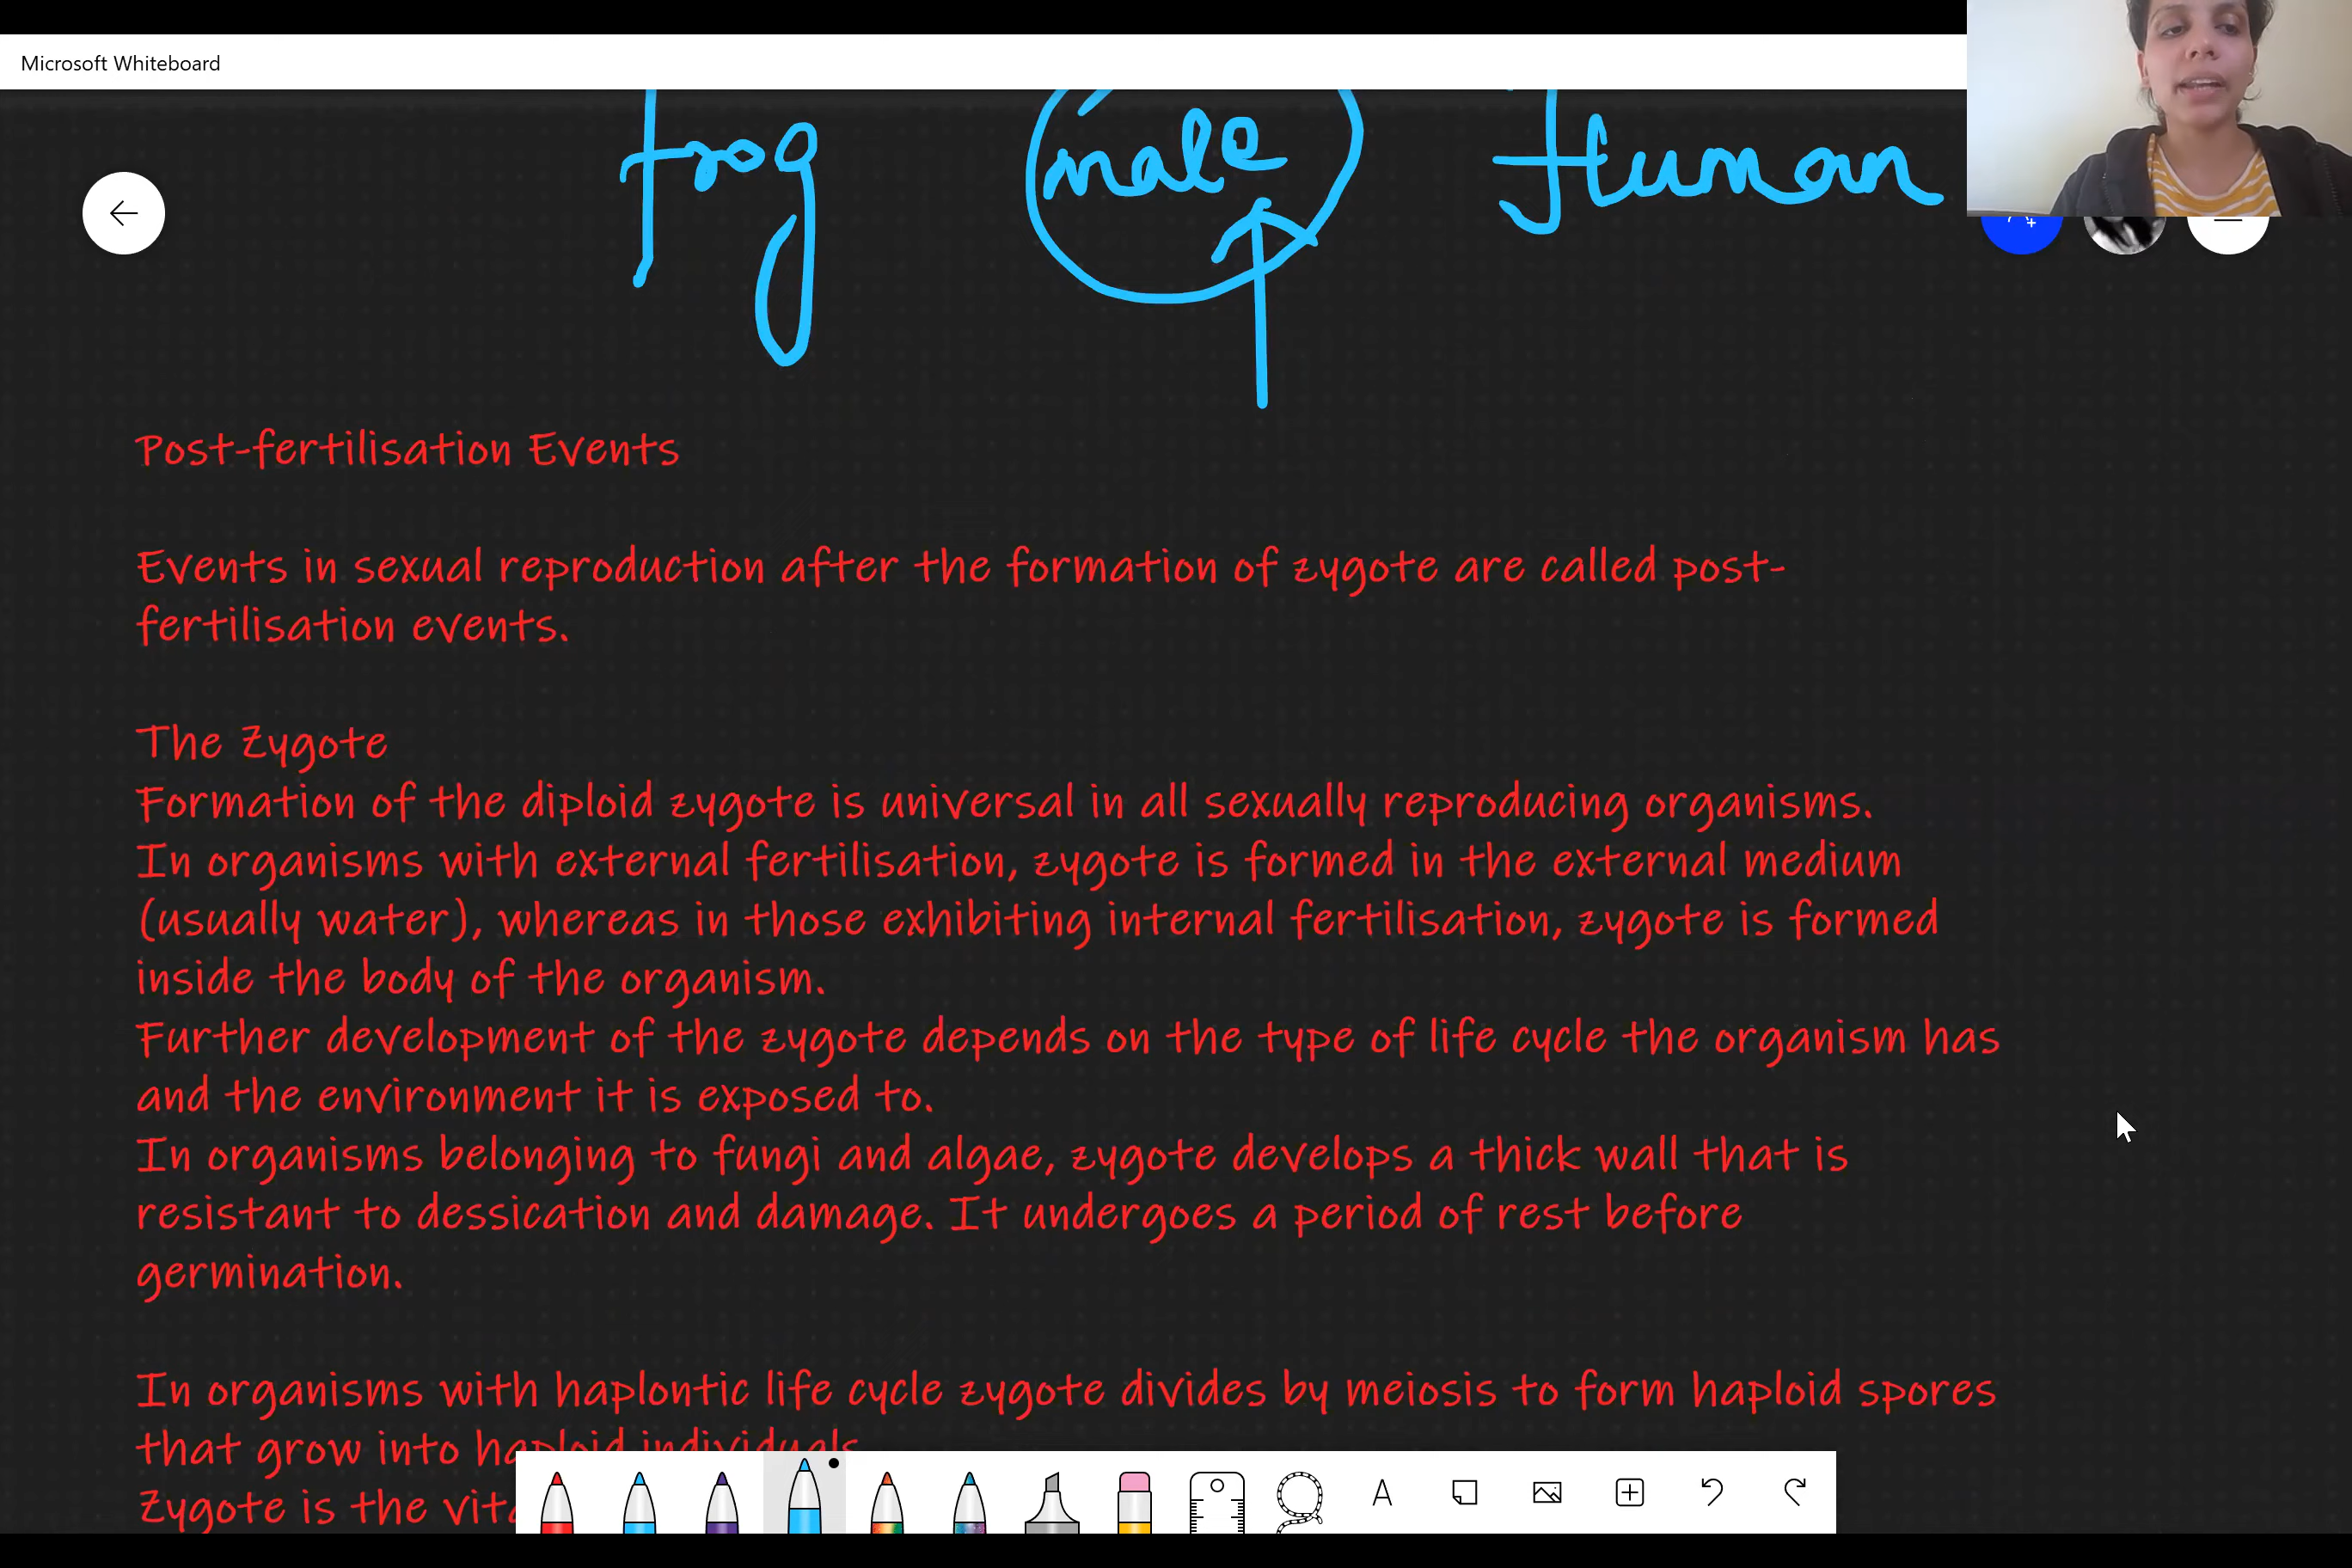 Microsoft Whiteboard
frog male Human
Post-fertilisation Events
Events in sexual reproduction after the formation of zygote are called post-
fertilisation events.
The Zygote
Formation of the diploid zygote is universal in all sexually reproducing organisms.
In organisms with external fertilisation, zygote is formed in the external medium
(usually water), whereas in those exhibiting internal fertilisation, zygote is formed
inside the body of the organism.
Further development of the zygote depends on the type of life cycle the organism has
and the environment it is exposed to.
In organisms belonging to fungi and algae, zygote develops a thick wall that is
resistant to dessication and damage. It undergoes a period of rest before
germination.
In organisms with haplontic life cycle zygote divides by meiosis to form haploid spores
that grow into haploid individuals
Zygote is the